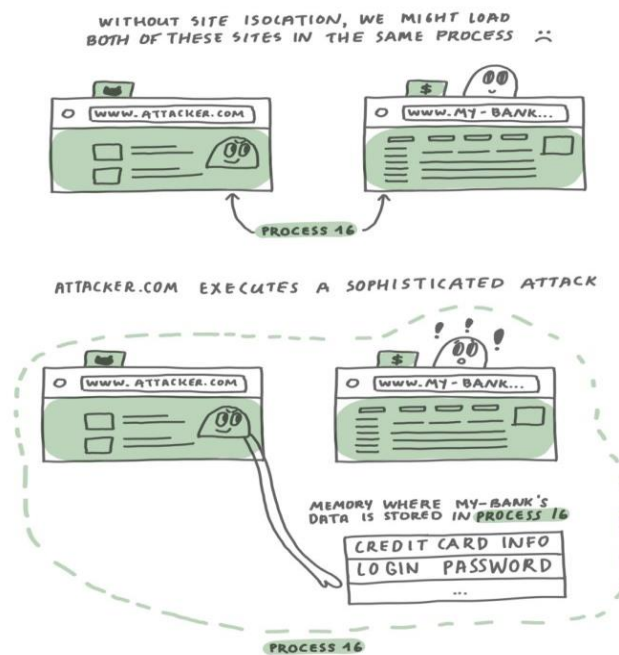 WITHOUT SITE ISOLATION, WE MIGHT LOAD
BOTH OF THESE SITES IN THE SAME PROCESS :(
$
WWW.ATTACKER.COM
WWW.MY-BANK...
PROCESS 16
ATTACKER.COM EXECUTES A SOPHISTICATED ATTACK
! ! !
$
WWW.ATTACKER.COM
WWW.MY-BANK...
MEMORY WHERE MY-BANK'S
DATA IS STORED IN PROCESS 16
CREDIT CARD INFO
LOGIN PASSWORD
...
PROCESS 16